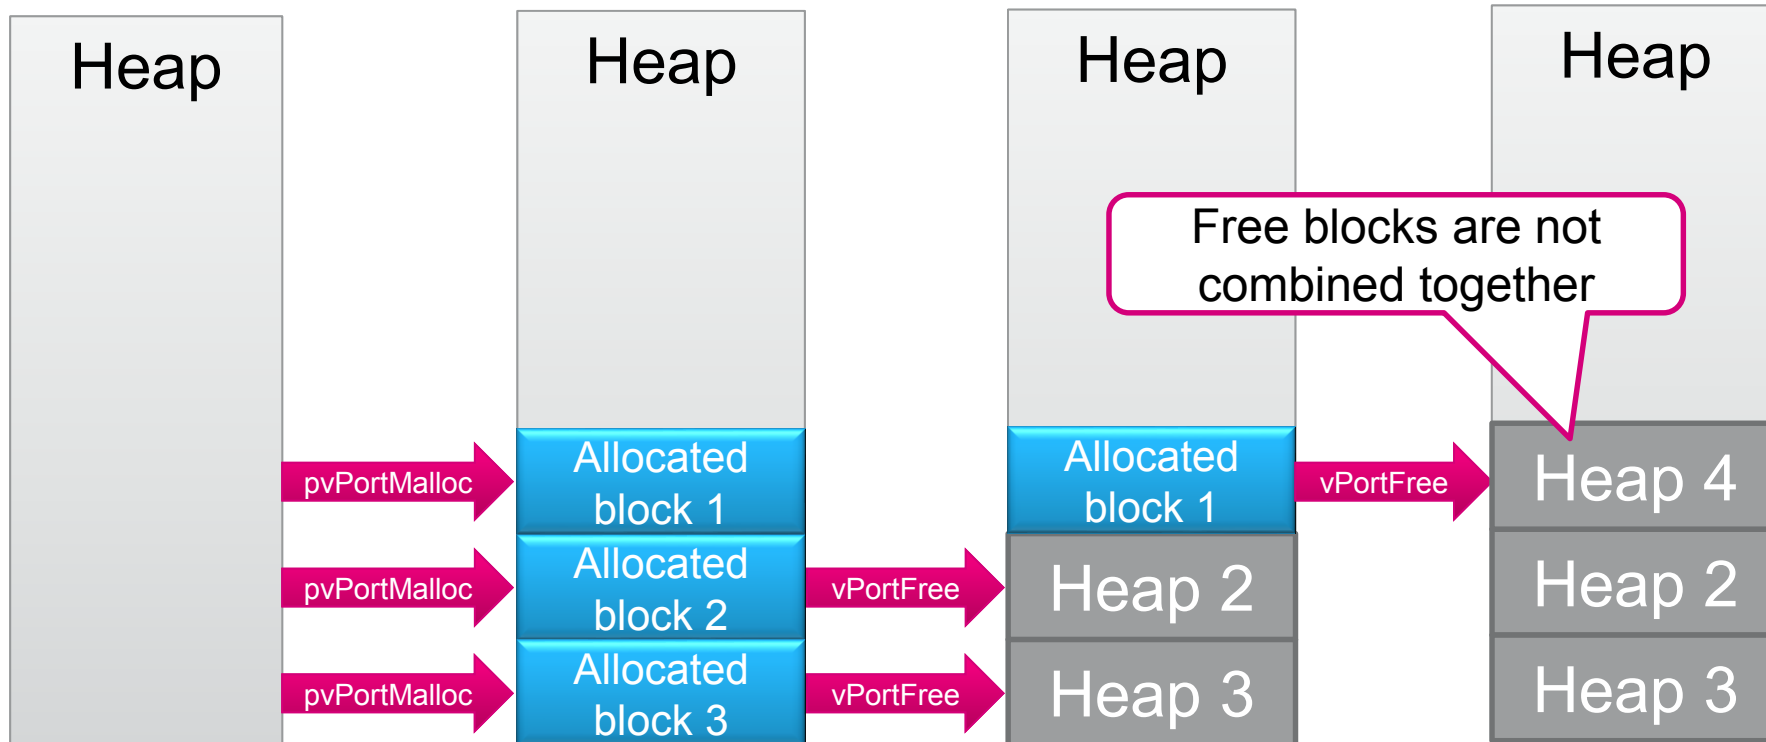 Heap
Heap
Heap
Heap
Free blocks are not
combined together
pvPortMalloc
Allocated
block 1
Allocated
block 1
vPortFree
Heap 4
pvPortMalloc
Allocated
block 2
vPortFree
Heap 2
Heap 2
pvPortMalloc
Allocated
block 3
vPortFree
Heap 3
Heap 3